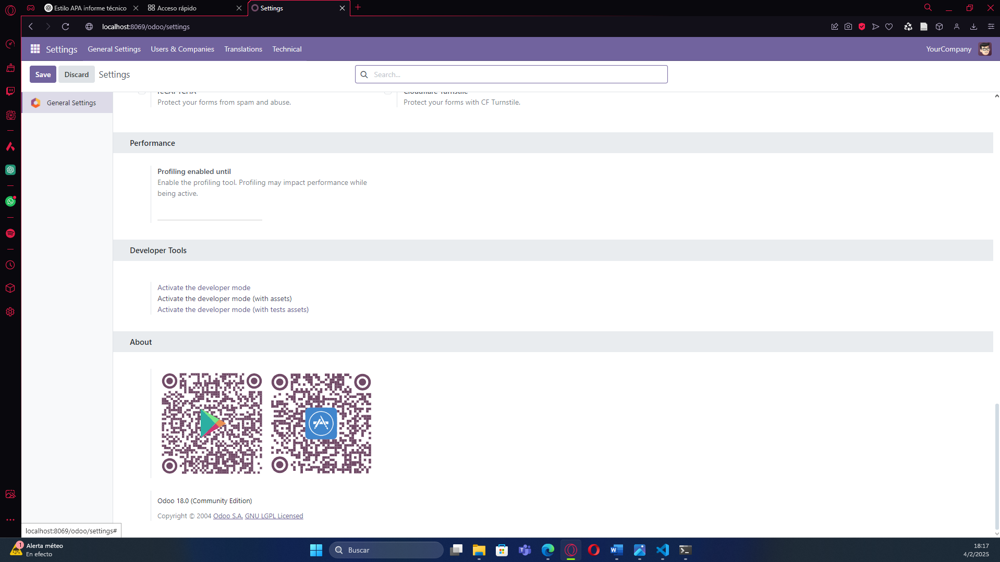 Estilo APA informe técnico
Acceso rápido
Settings
localhost:8069/odoo/settings
Settings
General Settings
Users & Companies
Translations
Technical
YourCompany
Save
Discard
Settings
Search...
General Settings
reCAPTCHA
Protect your forms from spam and abuse.
Cloudflare Turnstile
Protect your forms with CF Turnstile.
Performance
Profiling enabled until
Enable the profiling tool. Profiling may impact performance while
being active.
Developer Tools
Activate the developer mode
Activate the developer mode (with assets)
Activate the developer mode (with tests assets)
About
Odoo 18.0 (Community Edition)
Copyright © 2004 Odoo S.A. GNU LGPL Licensed
localhost:8069/odoo/settings#
1
Alerta méteo
En efecto
Buscar
18:17
4/2/2025